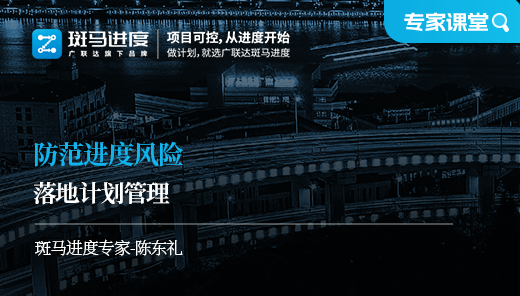 斑马进度
广联达旗下品牌
项目可控，从进度开始
做计划，就选广联达斑马进度
专家课堂
防范进度风险
落地计划管理
斑马进度专家-陈东礼